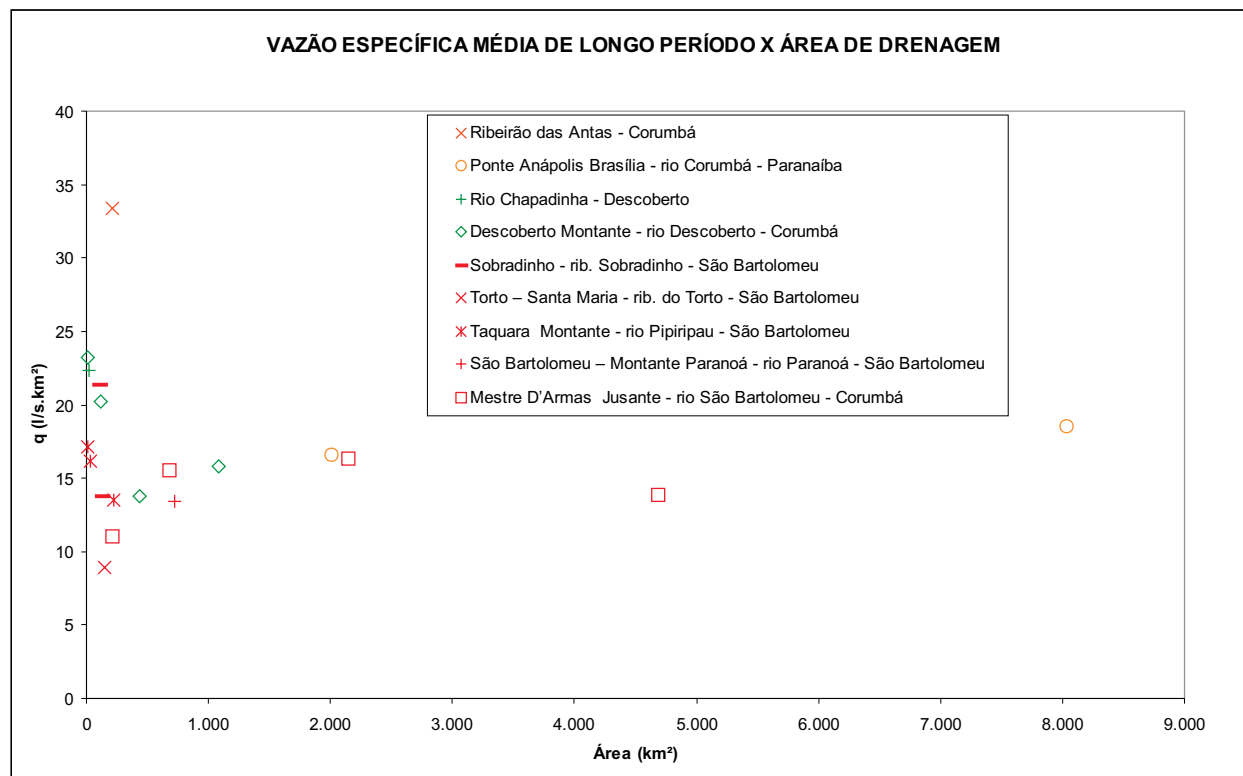 VAZÃO ESPECÍFICA MÉDIA DE LONGO PERÍODO X ÁREA DE DRENAGEM
q (l/s.km²)
40
35
30
25
20
15
10
5
0
Ribeirão das Antas - Corumbá
Ponte Anápolis Brasília - rio Corumbá - Paranaíba
Rio Chapadinha - Descoberto
Descoberto Montante - rio Descoberto - Corumbá
Sobradinho - rib. Sobradinho - São Bartolomeu
Torto – Santa Maria - rib. do Torto - São Bartolomeu
Taquara  Montante - rio Pipiripau - São Bartolomeu
São Bartolomeu – Montante Paranoá - rio Paranoá - São Bartolomeu
Mestre D'Armas  Jusante - rio São Bartolomeu - Corumbá
0 1.000 2.000 3.000 4.000 5.000 6.000 7.000 8.000 9.000
Área (km²)